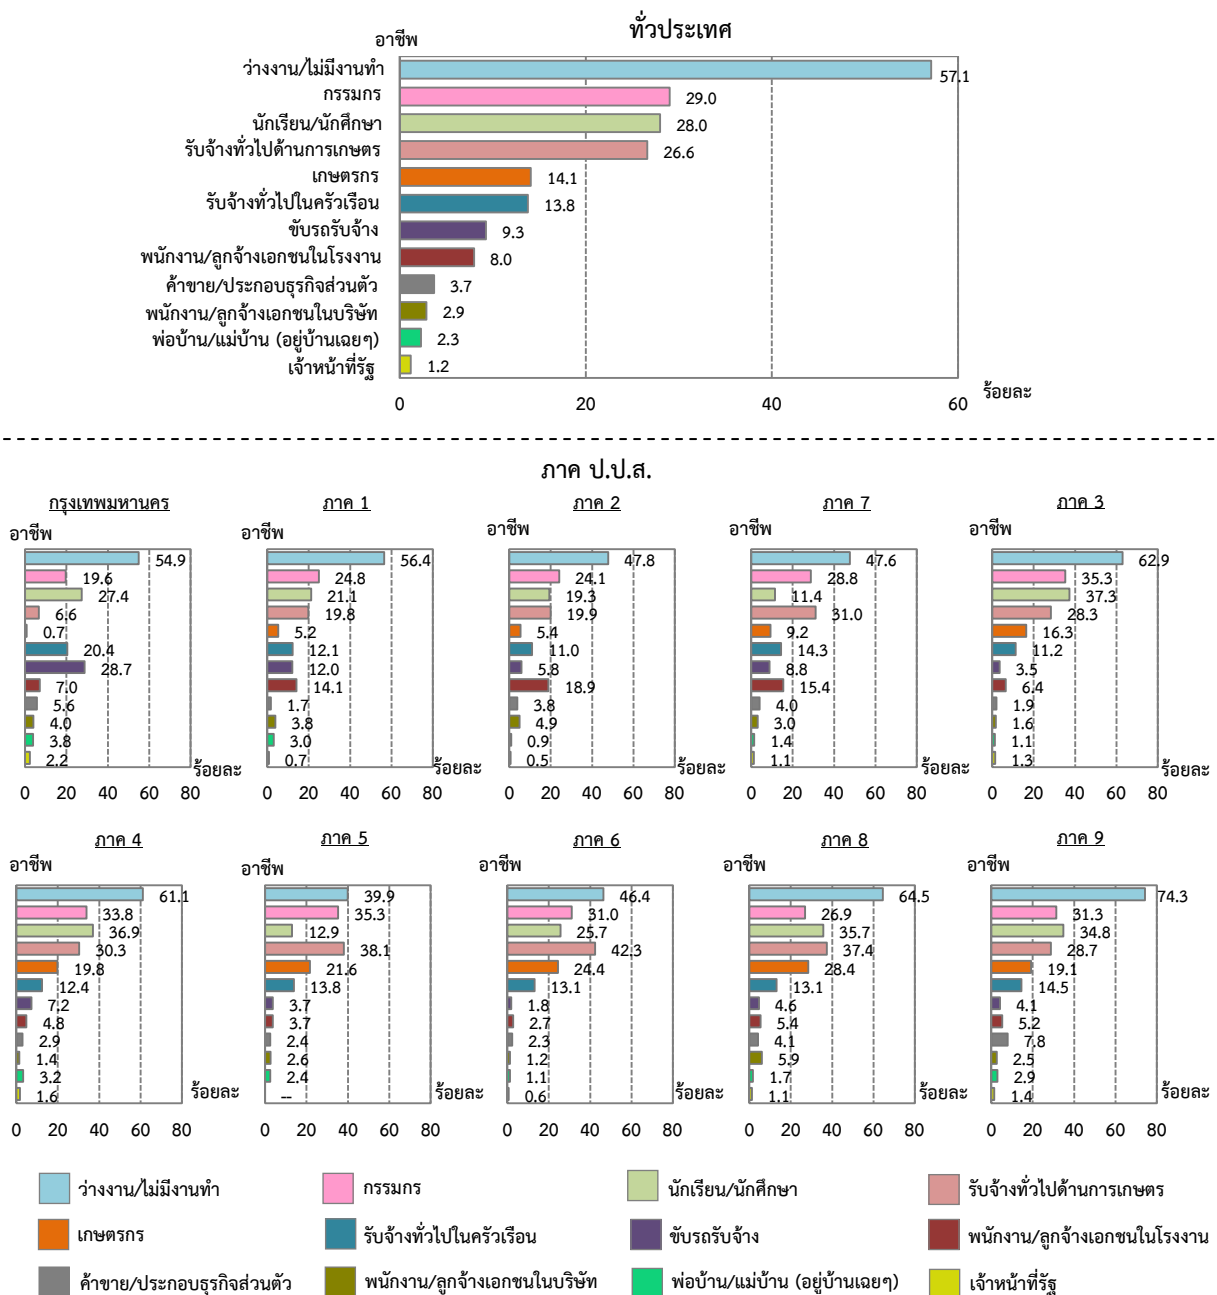 ทั่วประเทศ
อาชีพ
ว่างงาน/ไม่มีงานทำ 57.1
กรรมกร 29.0
นักเรียน/นักศึกษา 28.0
รับจ้างทั่วไปด้านการเกษตร 26.6
เกษตรกร 14.1
รับจ้างทั่วไปในครัวเรือน 13.8
ขับรถรับจ้าง 9.3
พนักงาน/ลูกจ้างเอกชนในโรงงาน 8.0
ค้าขาย/ประกอบธุรกิจส่วนตัว 3.7
พนักงาน/ลูกจ้างเอกชนในบริษัท 2.9
พ่อบ้าน/แม่บ้าน (อยู่บ้านเฉยๆ) 2.3
เจ้าหน้าที่รัฐ 1.2
0 20 40 60 ร้อยละ
ภาค ป.ป.ส.
กรุงเทพมหานคร ภาค 1 ภาค 2 ภาค 7 ภาค 3
อาชีพ อาชีพ อาชีพ อาชีพ อาชีพ
54.9 56.4 47.8 47.6 62.9
19.6 24.8 24.1 28.8 35.3
27.4 21.1 19.3 11.4 37.3
6.6 19.8 19.9 31.0 28.3
0.7 5.2 5.4 9.2 16.3
20.4 12.1 11.0 14.3 11.2
28.7 12.0 5.8 8.8 3.5
7.0 14.1 18.9 15.4 6.4
5.6 1.7 3.8 4.0 1.9
4.0 3.8 4.9 3.0 1.6
3.8 3.0 0.9 1.4 1.1
2.2 0.7 0.5 1.1 1.3
ร้อยละ ร้อยละ ร้อยละ ร้อยละ ร้อยละ
0 20 40 60 80 0 20 40 60 80 0 20 40 60 80 0 20 40 60 80 0 20 40 60 80
ภาค 4 ภาค 5 ภาค 6 ภาค 8 ภาค 9
อาชีพ อาชีพ อาชีพ อาชีพ อาชีพ
61.1 39.9 46.4 64.5 74.3
33.8 35.3 31.0 26.9 31.3
36.9 12.9 25.7 35.7 34.8
30.3 38.1 42.3 37.4 28.7
19.8 21.6 24.4 28.4 19.1
12.4 13.8 13.1 13.1 14.5
7.2 3.7 1.8 4.6 4.1
4.8 3.7 2.7 5.4 5.2
2.9 2.4 2.3 4.1 7.8
1.4 2.6 1.2 5.9 2.5
3.2 2.4 1.1 1.7 2.9
1.6 -- 0.6 1.1 1.4
ร้อยละ ร้อยละ ร้อยละ ร้อยละ ร้อยละ
0 20 40 60 80 0 20 40 60 80 0 20 40 60 80 0 20 40 60 80 0 20 40 60 80
ว่างงาน/ไม่มีงานทำ กรรมกร นักเรียน/นักศึกษา รับจ้างทั่วไปด้านการเกษตร
เกษตรกร รับจ้างทั่วไปในครัวเรือน ขับรถรับจ้าง พนักงาน/ลูกจ้างเอกชนในโรงงาน
ค้าขาย/ประกอบธุรกิจส่วนตัว พนักงาน/ลูกจ้างเอกชนในบริษัท พ่อบ้าน/แม่บ้าน (อยู่บ้านเฉยๆ) เจ้าหน้าที่รัฐ